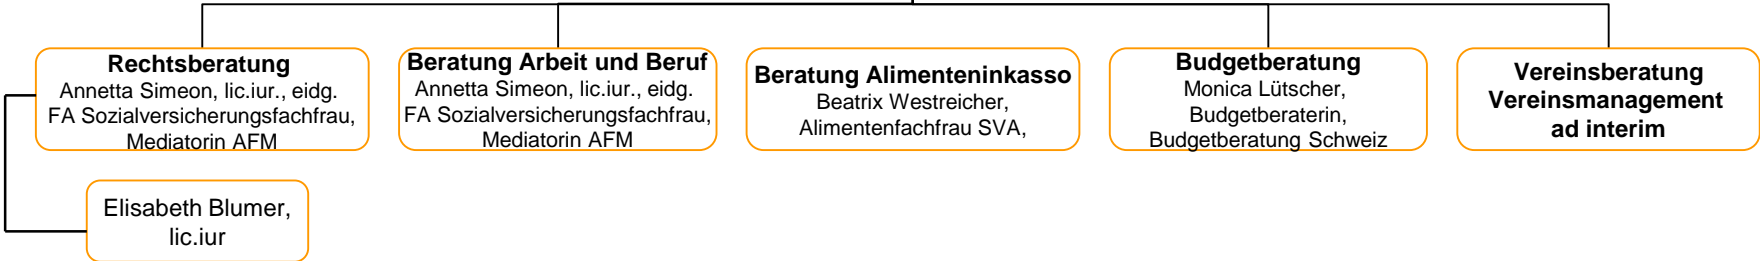 Rechtsberatung
Annetta Simeon, lic.iur., eidg.
FA Sozialversicherungsfachfrau,
Mediatorin AFM
Beratung Arbeit und Beruf
Annetta Simeon, lic.iur., eidg.
FA Sozialversicherungsfachfrau,
Mediatorin AFM
Beratung Alimenteninkasso
Beatrix Westreicher,
Alimentenfachfrau SVA,
Budgetberatung
Monica Lütscher,
Budgetberaterin,
Budgetberatung Schweiz
Vereinsberatung
Vereinsmanagement
ad interim
Elisabeth Blumer,
lic.iur